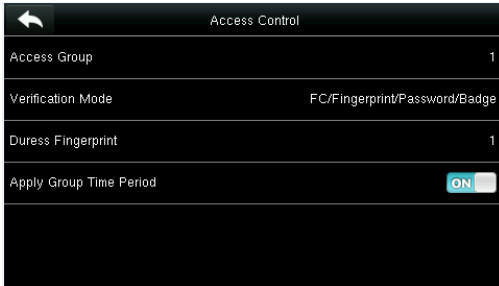 Access Control
Access Group 1
Verification Mode FC/Fingerprint/Password/Badge
Duress Fingerprint 1
Apply Group Time Period ON